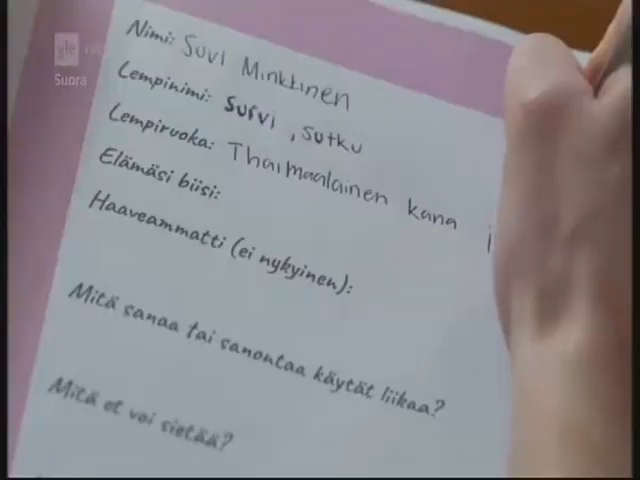 yle
Suora
Nimi: Suvi Minkkinen
Lempinimi: Survi, Sutku
Lempiruoka: Thaimaalainen kana i
Elämäsi biisi:
Haaveammatti (ei nykyinen):
Mitä sanaa tai sanontaa käytät liikaa?
Mitä et voi sietää?